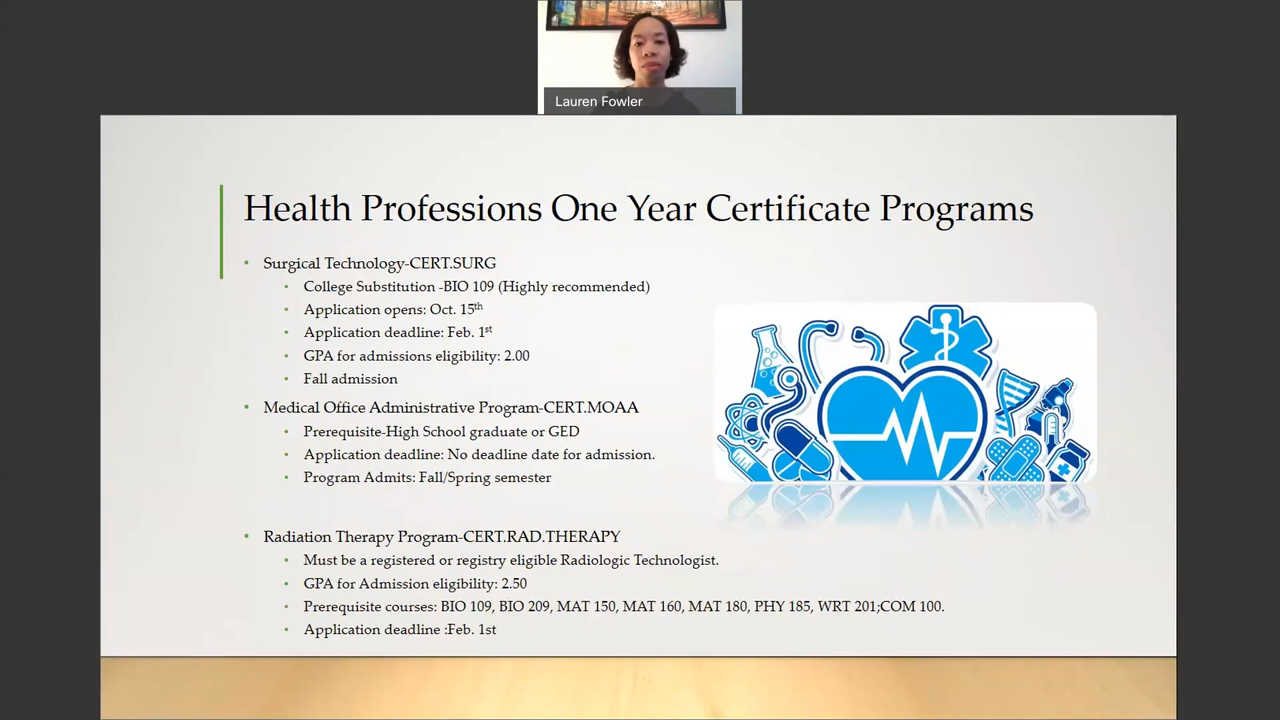 Lauren Fowler
Health Professions One Year Certificate Programs
• Surgical Technology-CERT.SURG
• College Substitution -BIO 109 (Highly recommended)
• Application opens: Oct. 15th
• Application deadline: Feb. 1st
• GPA for admissions eligibility: 2.00
• Fall admission
• Medical Office Administrative Program-CERT.MOAA
• Prerequisite-High School graduate or GED
• Application deadline: No deadline date for admission.
• Program Admits: Fall/Spring semester
• Radiation Therapy Program-CERT.RAD.THERAPY
• Must be a registered or registry eligible Radiologic Technologist.
• GPA for Admission eligibility: 2.50
• Prerequisite courses: BIO 109, BIO 209, MAT 150, MAT 160, MAT 180, PHY 185, WRT 201;COM 100.
• Application deadline :Feb. 1st